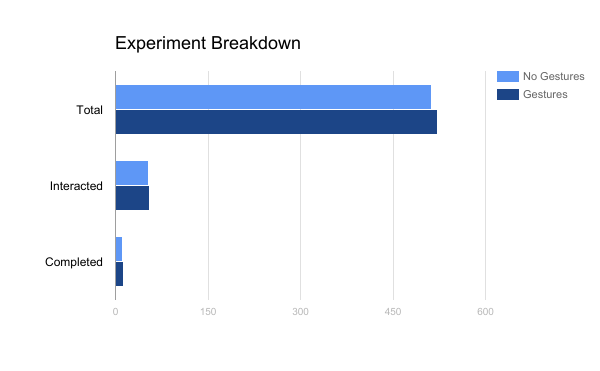 Experiment Breakdown
No Gestures
Gestures
Total
Interacted
Completed
0 150 300 450 600